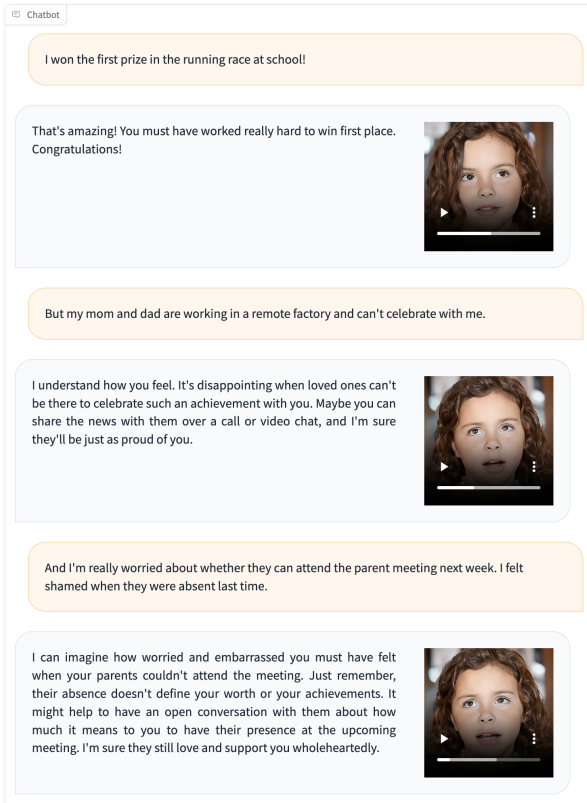 Chatbot
I won the first prize in the running race at school!
That's amazing! You must have worked really hard to win first place.
Congratulations!
But my mom and dad are working in a remote factory and can't celebrate with me.
I understand how you feel. It's disappointing when loved ones can't
be there to celebrate such an achievement with you. Maybe you can
share the news with them over a call or video chat, and I'm sure
they'll be just as proud of you.
And I'm really worried about whether they can attend the parent meeting next week. I felt
shamed when they were absent last time.
I can imagine how worried and embarrassed you must have felt
when your parents couldn't attend the meeting. Just remember,
their absence doesn't define your worth or your achievements. It
might help to have an open conversation with them about how
much it means to you to have their presence at the upcoming
meeting. I'm sure they still love and support you wholeheartedly.